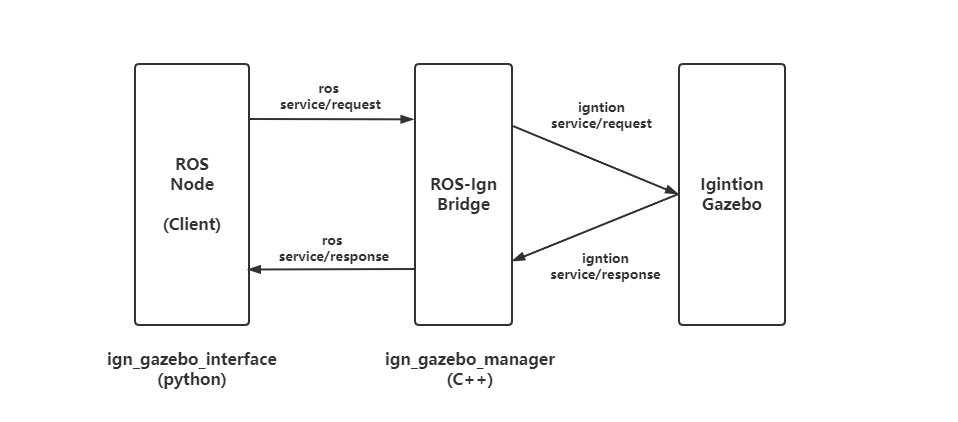 ros
service/request
igntion
service/request
ROS
Node
(Client)
ROS-Ign
Bridge
Igintion
Gazebo
ros
service/response
igntion
service/response
ign_gazebo_interface
(python)
ign_gazebo_manager
(C++)